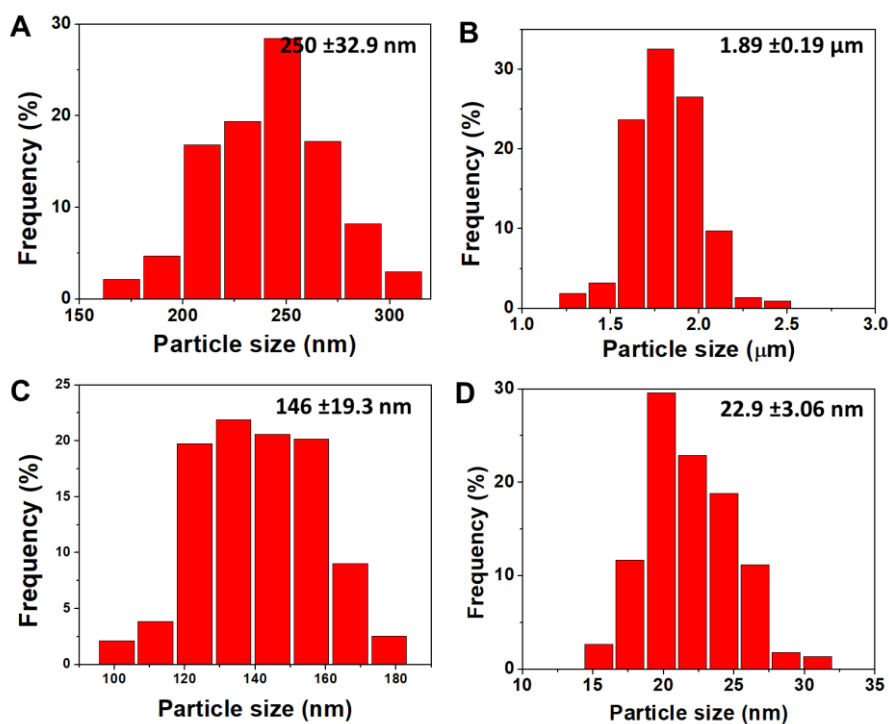 A
250 ±32.9 nm
Frequency (%)
30
20
10
0
150
200
250
300
Particle size (nm)
B
1.89 ±0.19 µm
Frequency (%)
30
20
10
0
1.0
1.5
2.0
2.5
3.0
Particle size (µm)
C
146 ±19.3 nm
Frequency (%)
25
20
15
10
5
0
100
120
140
160
180
Particle size (nm)
D
22.9 ±3.06 nm
Frequency (%)
30
20
10
0
10
15
20
25
30
35
Particle size (nm)